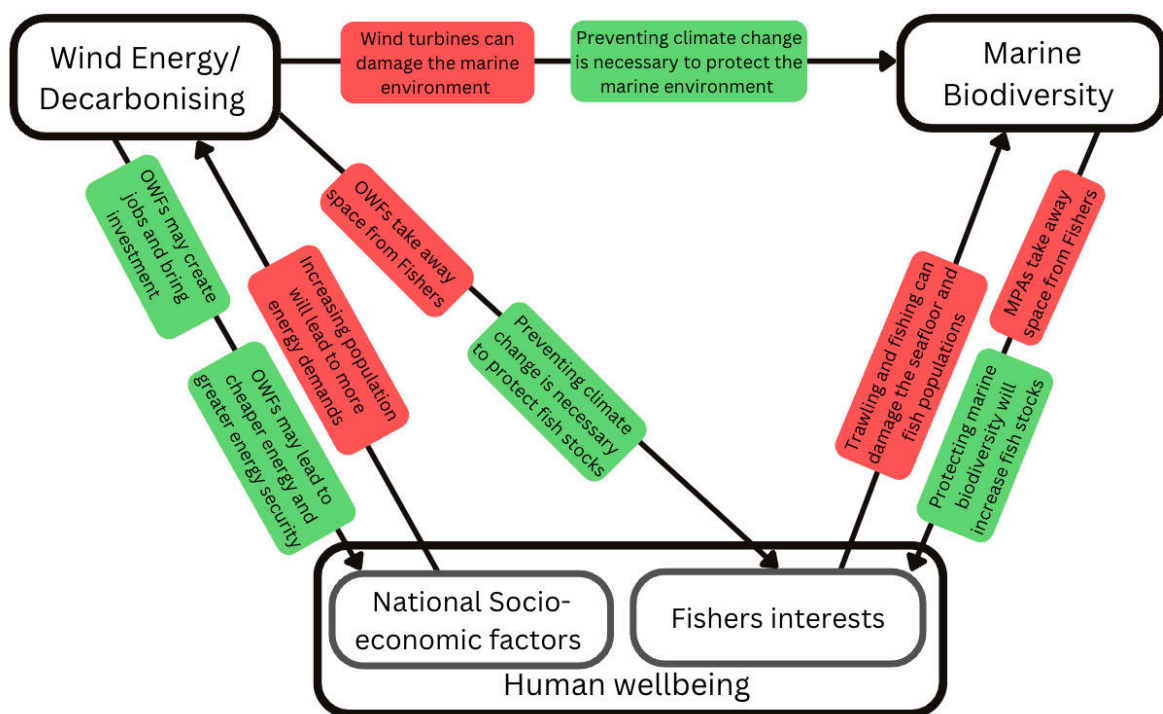 Wind Energy/
Decarbonising
Wind turbines can
damage the marine
environment
Preventing climate change
is necessary to protect the
marine environment
Marine
Biodiversity
OWFs may create
jobs and bring
investment
OWFs may lead to
cheaper energy and
greater energy security
Increasing population
will lead to more
energy demands
OWFs take away
space from Fishers
Preventing climate
change is necessary
to protect fish stocks
Trawling and fishing can
damage the seafloor and
fish populations
MPAs take away
space from Fishers
Protecting marine
biodiversity will
increase fish stocks
National Socio-
economic factors
Fishers interests
Human wellbeing